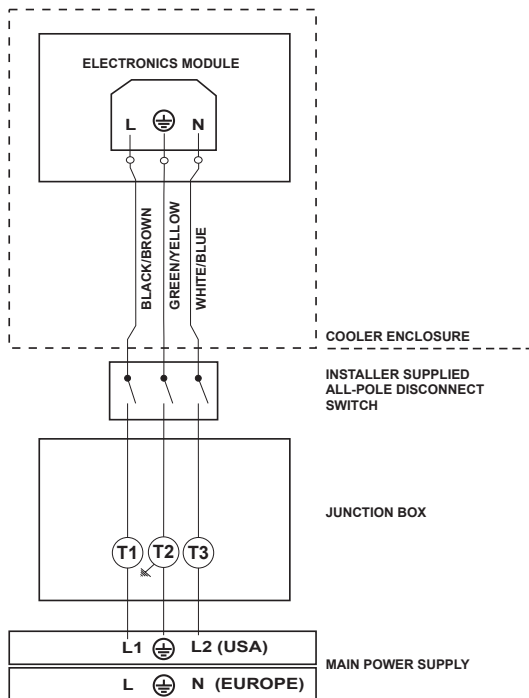 ELECTRONICS MODULE
L N
BLACK/BROWN
GREEN/YELLOW
WHITE/BLUE
COOLER ENCLOSURE
INSTALLER SUPPLIED
ALL-POLE DISCONNECT
SWITCH
JUNCTION BOX
T1 T2 T3
L1 L2 (USA)
MAIN POWER SUPPLY
L N (EUROPE)